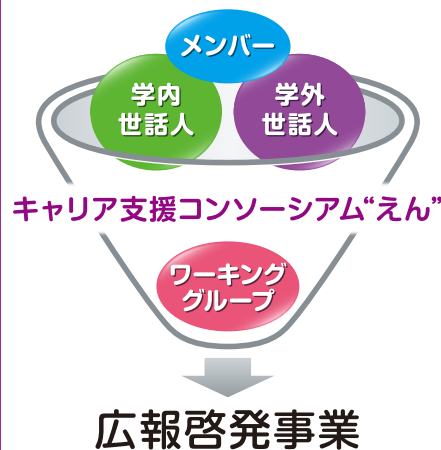 メンバー
学内
世話人
学外
世話人
キャリア支援コンソーシアム“えん”
ワーキング
グループ
広報啓発事業